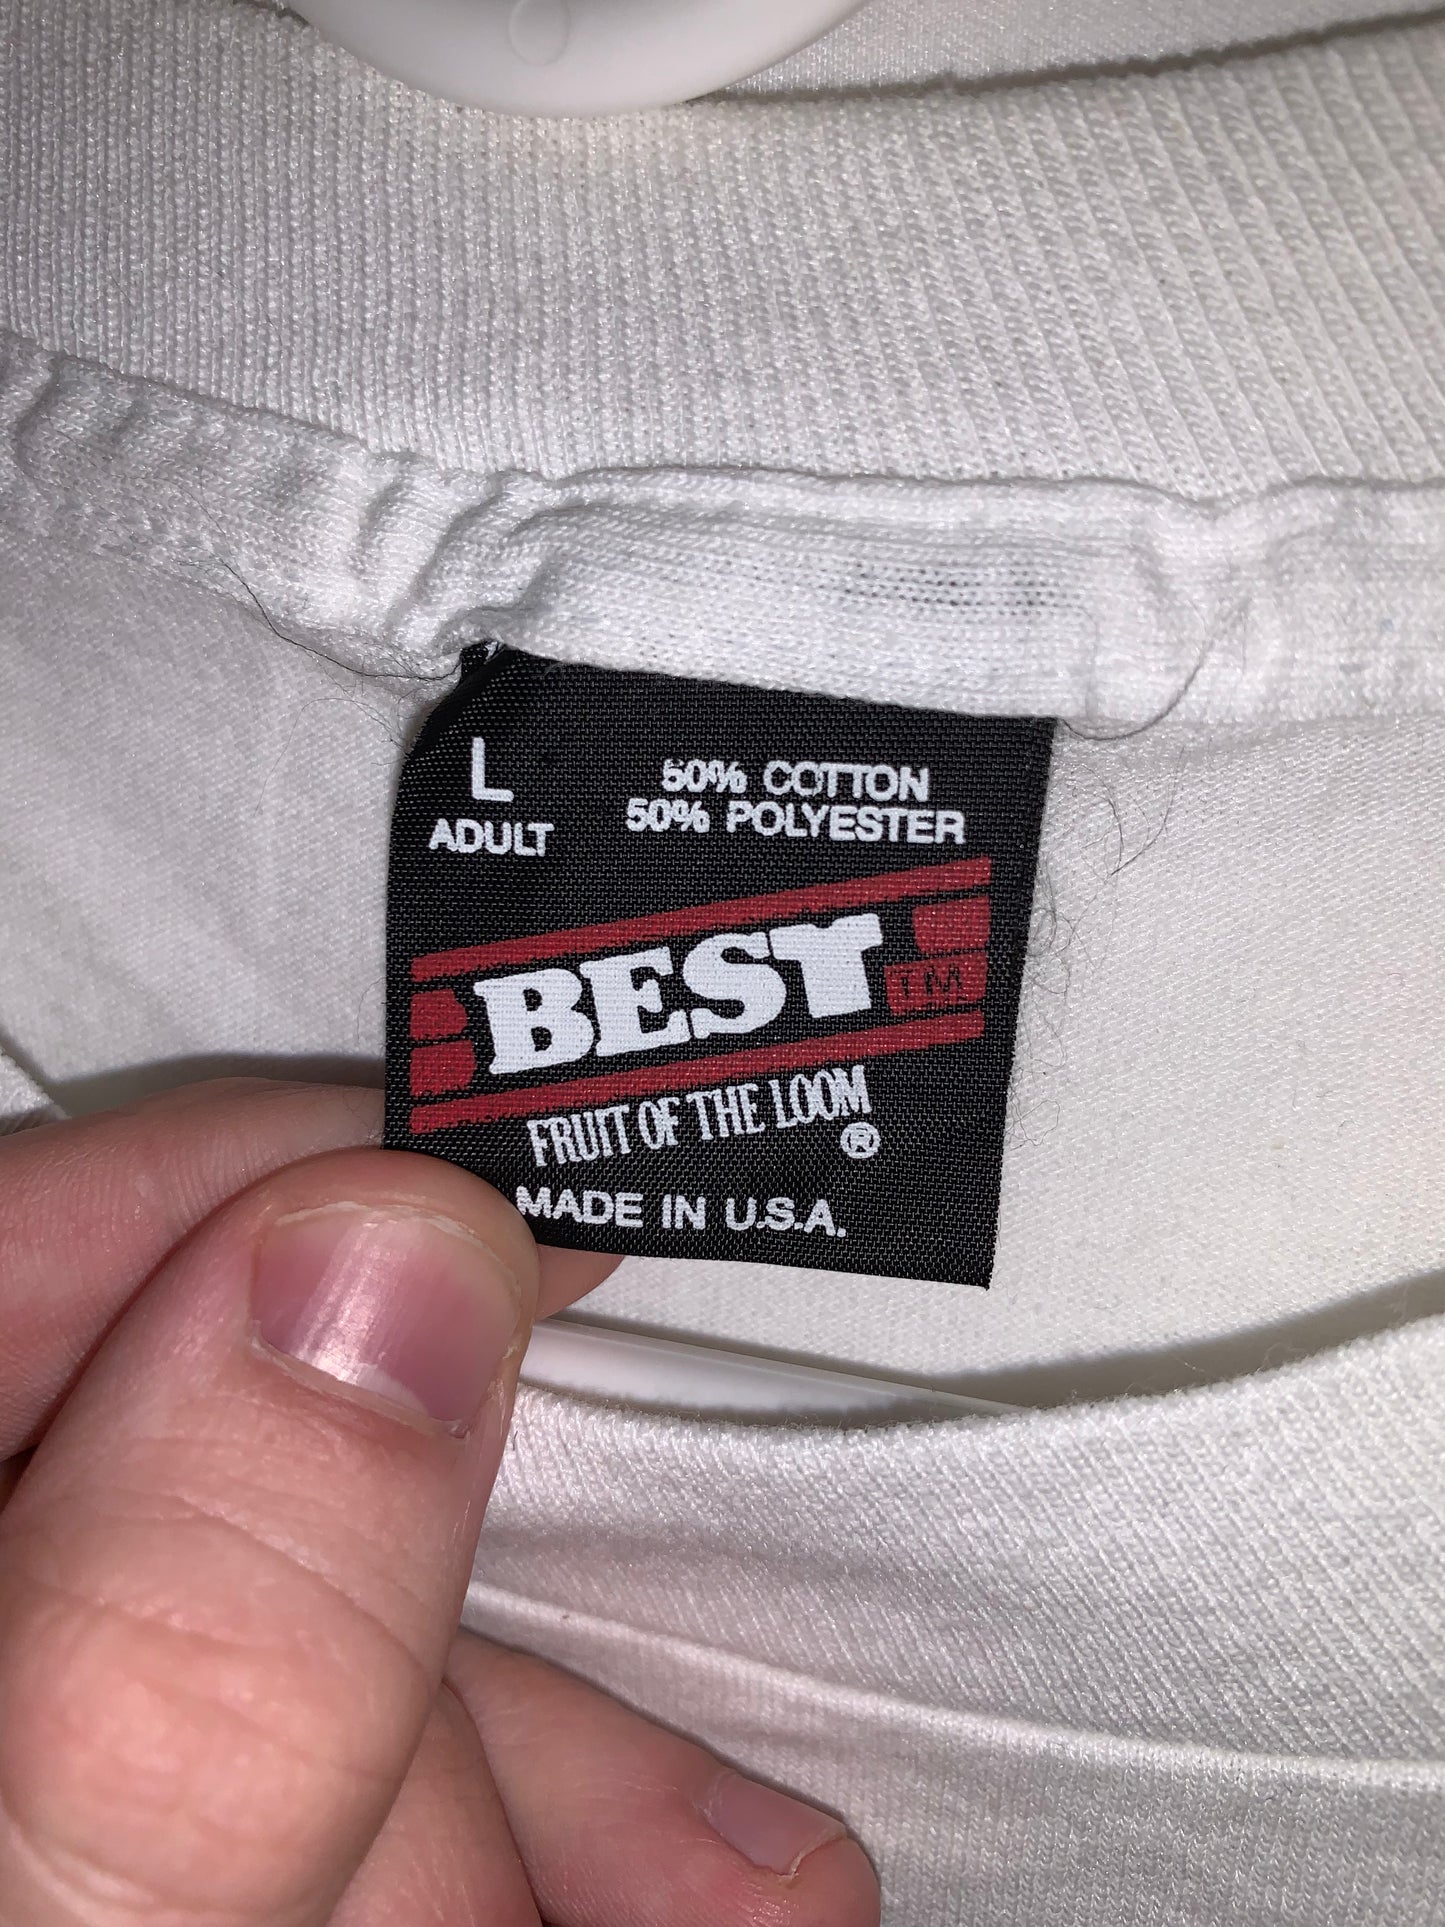 L
ADULT
50% COTTON
50% POLYESTER
BEST TM
FRUIT OF THE LOOM
®
MADE IN U.S.A.